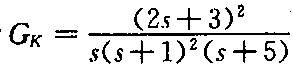 G_K = (2s+3)² / s(s+1)²(s+5)